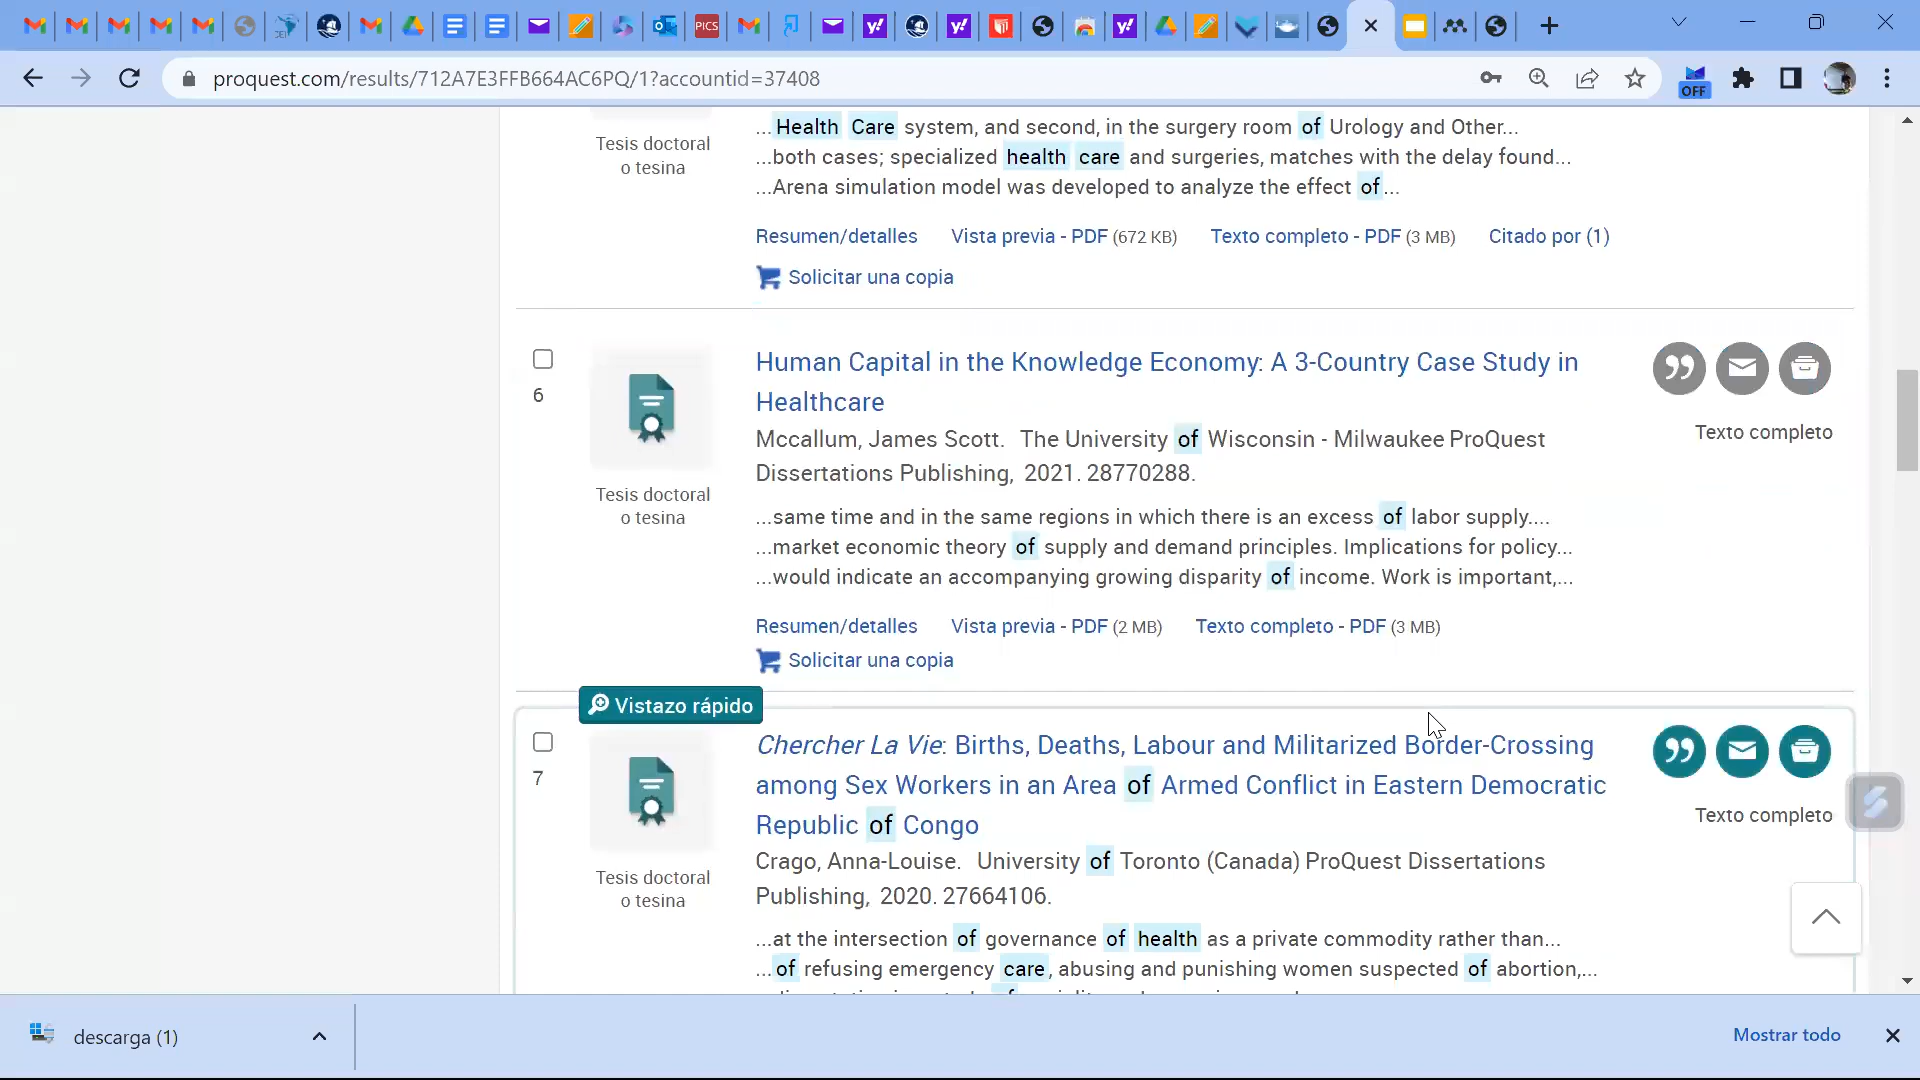 PICS
proquest.com/results/712A7E3FFB664AC6PQ/1?accountid=37408
OFF
Tesis doctoral
o tesina
...Health Care system, and second, in the surgery room of Urology and Other...
...both cases; specialized health care and surgeries, matches with the delay found...
...Arena simulation model was developed to analyze the effect of...
Resumen/detalles Vista previa - PDF (672 KB) Texto completo - PDF (3 MB) Citado por (1)
Solicitar una copia
6
Tesis doctoral
o tesina
Human Capital in the Knowledge Economy: A 3-Country Case Study in
Healthcare
Mccallum, James Scott. The University of Wisconsin - Milwaukee ProQuest
Dissertations Publishing, 2021. 28770288.
Texto completo
...same time and in the same regions in which there is an excess of labor supply....
...market economic theory of supply and demand principles. Implications for policy...
...would indicate an accompanying growing disparity of income. Work is important,...
Resumen/detalles Vista previa - PDF (2 MB) Texto completo - PDF (3 MB)
Solicitar una copia
Vistazo rápido
7
Tesis doctoral
o tesina
Chercher La Vie: Births, Deaths, Labour and Militarized Border-Crossing
among Sex Workers in an Area of Armed Conflict in Eastern Democratic
Republic of Congo
Crago, Anna-Louise. University of Toronto (Canada) ProQuest Dissertations
Publishing, 2020. 27664106.
Texto completo
...at the intersection of governance of health as a private commodity rather than...
...of refusing emergency care, abusing and punishing women suspected of abortion,...
descarga (1)
Mostrar todo